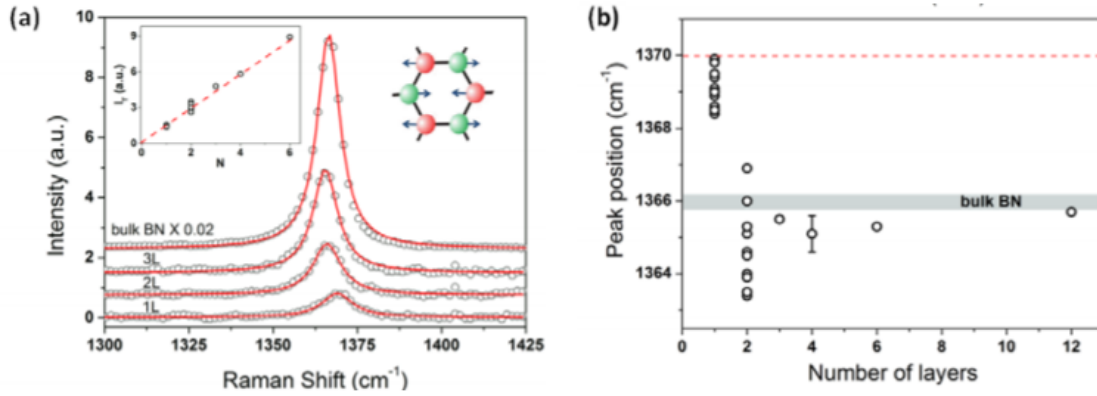 (a)
10
8
6
4
2
0
Intensity (a.u.)
9
6
3
0
I_T (a.u.)
0 2 4 6
N
bulk BN X 0.02
3L
2L
1L
1300 1325 1350 1375 1400 1425
Raman Shift (cm⁻¹)
(b)
1370
1368
1366
1364
Peak position (cm⁻¹)
bulk BN
0 2 4 6 8 10 12
Number of layers